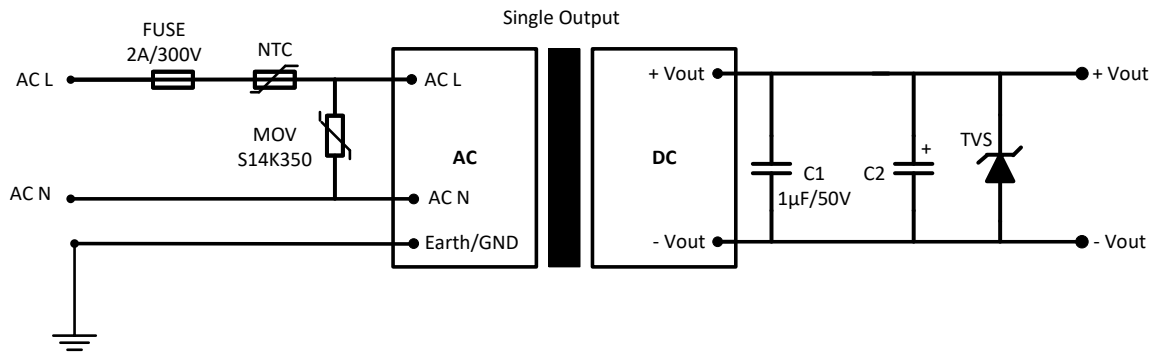 Single Output
FUSE
2A/300V
NTC
AC L
AC L
MOV
S14K350
AC
AC N
AC N
Earth/GND
+ Vout
+ Vout
DC
C1
1µF/50V
C2
+
TVS
- Vout
- Vout